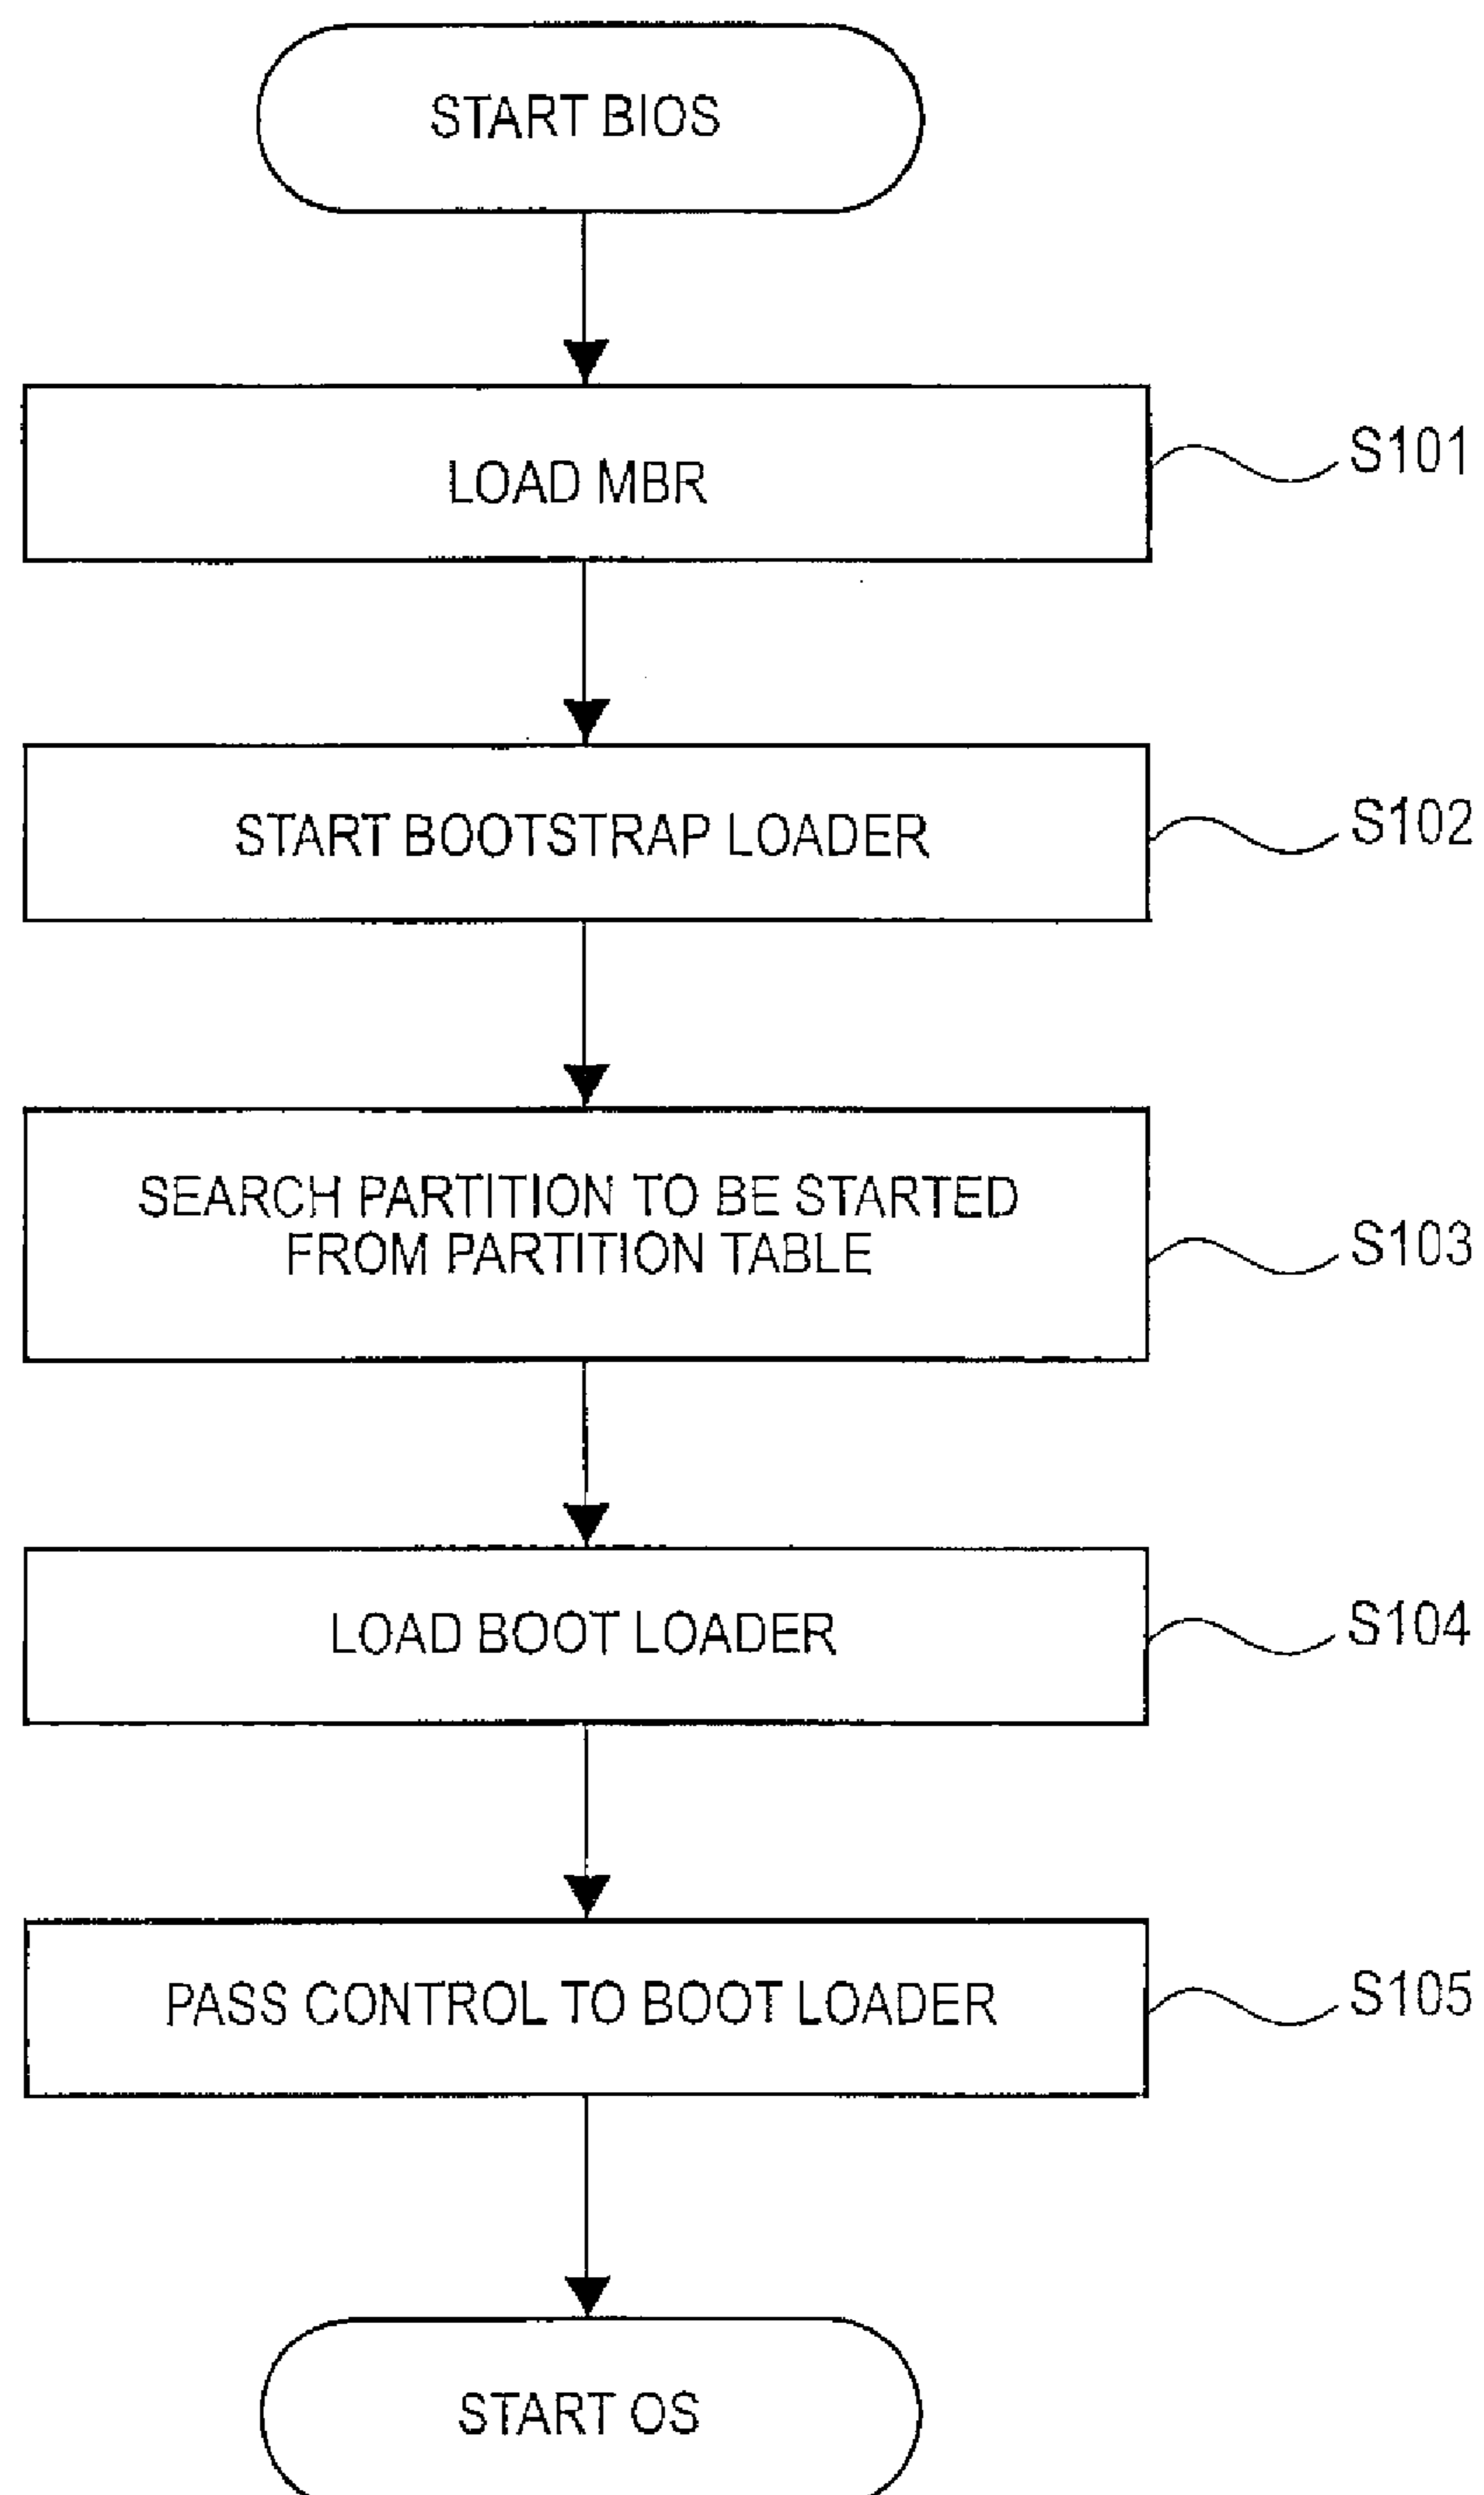 START BIOS
LOAD MBR
S101
START BOOTSTRAP LOADER
S102
SEARCH PARTITION TO BE STARTED
FROM PARTITION TABLE
S103
LOAD BOOT LOADER
S104
PASS CONTROL TO BOOT LOADER
S105
START OS